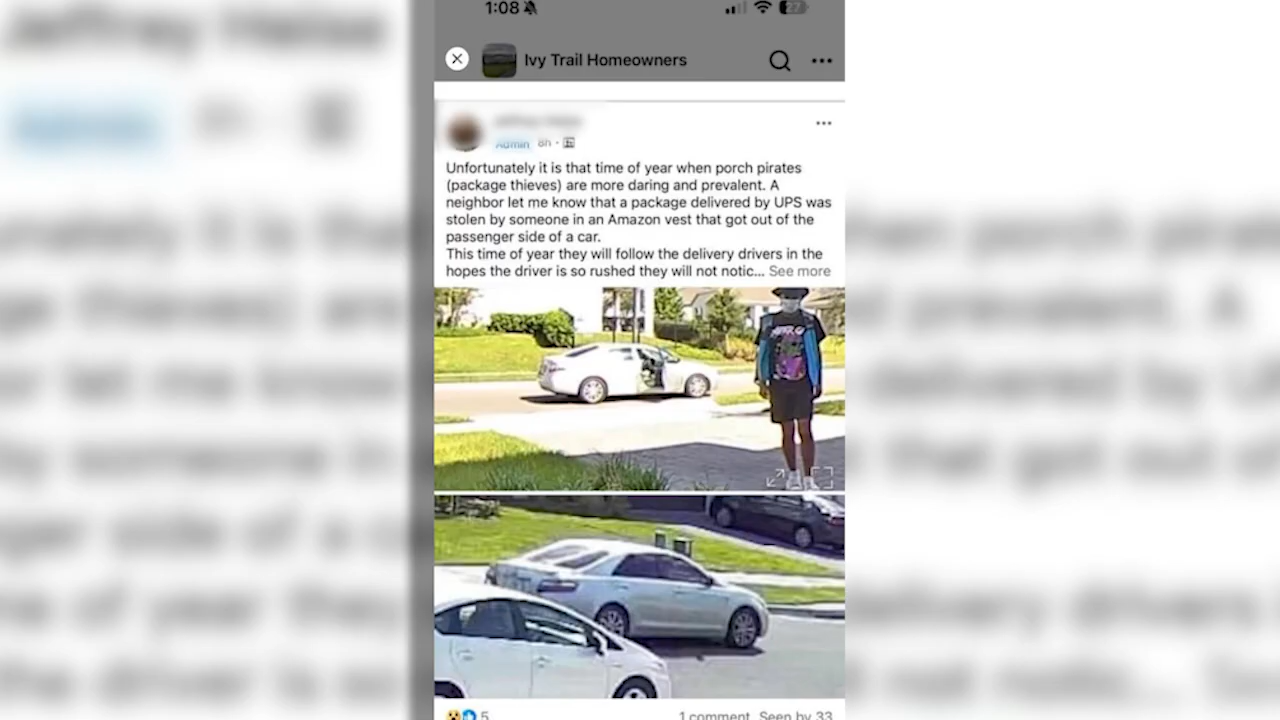 1:08
27
Ivy Trail Homeowners
Admin 8h
Unfortunately it is that time of year when porch pirates
(package thieves) are more daring and prevalent. A
neighbor let me know that a package delivered by UPS was
stolen by someone in an Amazon vest that got out of the
passenger side of a car.
This time of year they will follow the delivery drivers in the
hopes the driver is so rushed they will not notic... See more
5
1 comment Seen by 33